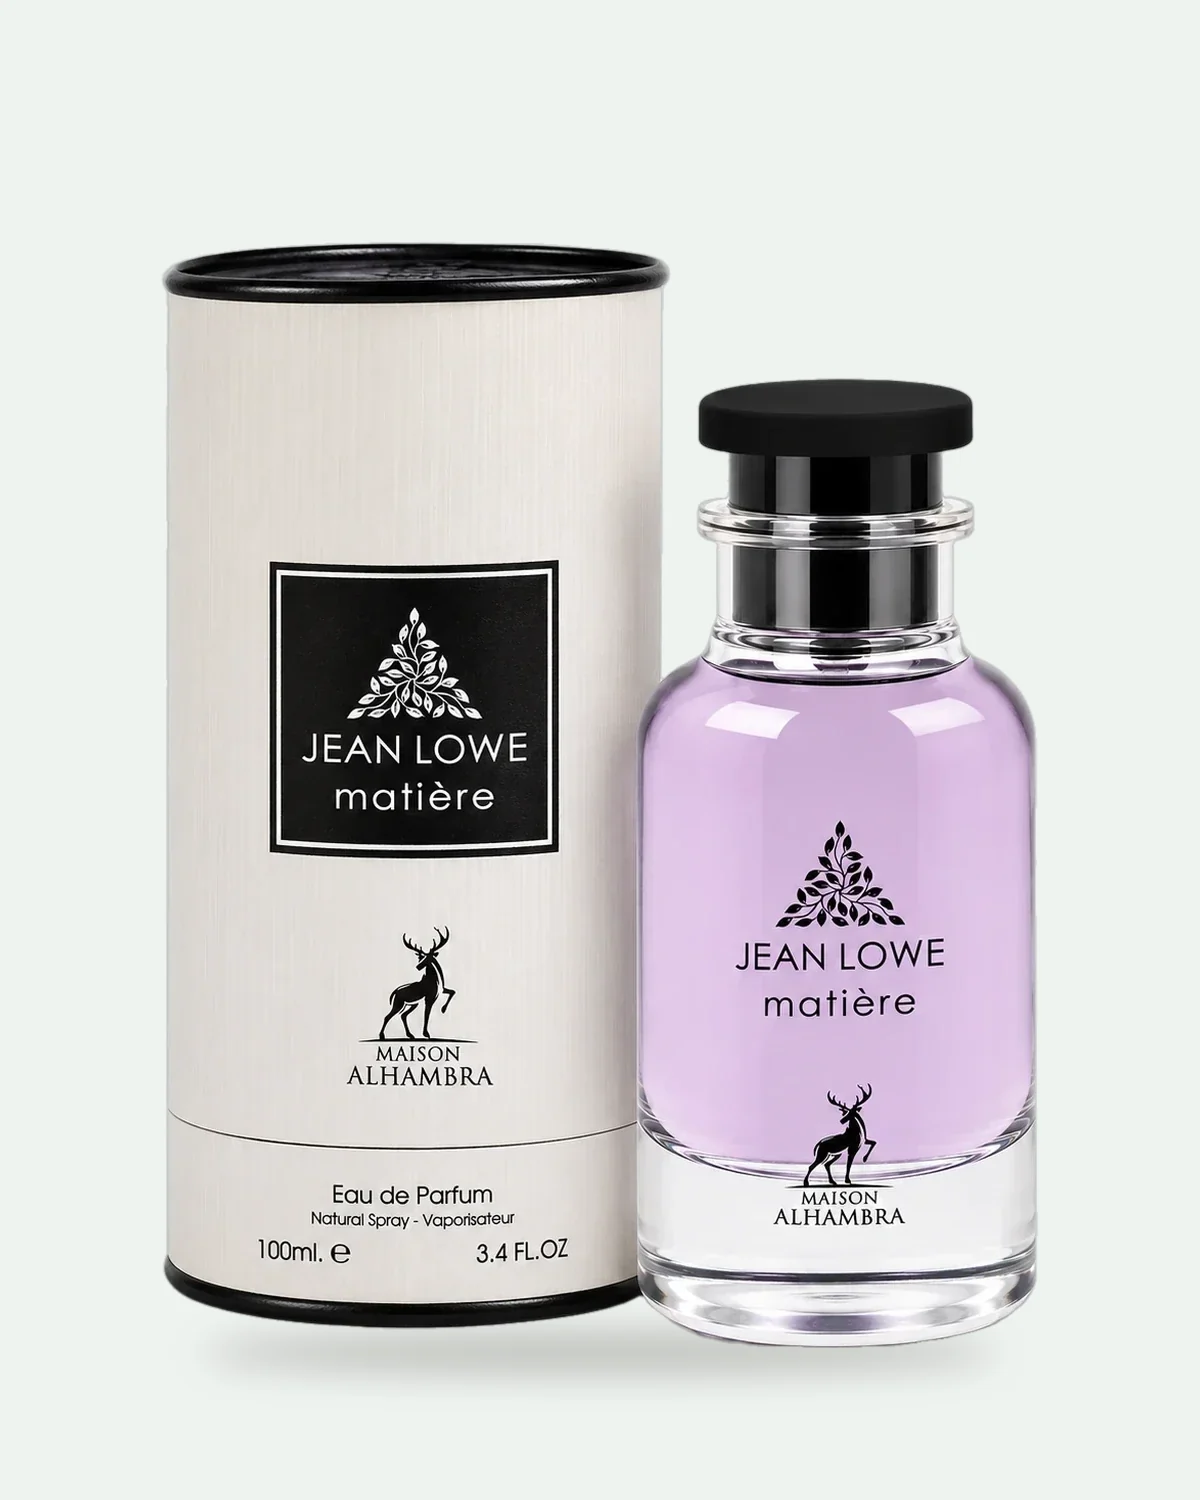 JEAN LOWE
matière
MAISON
ALHAMBRA
Eau de Parfum
Natural Spray - Vaporisateur
100ml. ℮ 3.4 FL.OZ
JEAN LOWE
matière
MAISON
ALHAMBRA